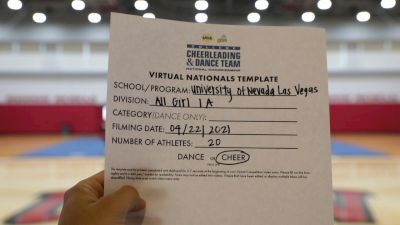 COLLEGE
CHEERLEADING
& DANCE TEAM
NATIONAL CHAMPIONSHIP
VIRTUAL NATIONALS TEMPLATE
SCHOOL/PROGRAM: University of Nevada Las Vegas
DIVISION: All Girl 1A
CATEGORY (DANCE ONLY):
FILMING DATE: 04/22/2021
NUMBER OF ATHLETES: 20
DANCE or CHEER